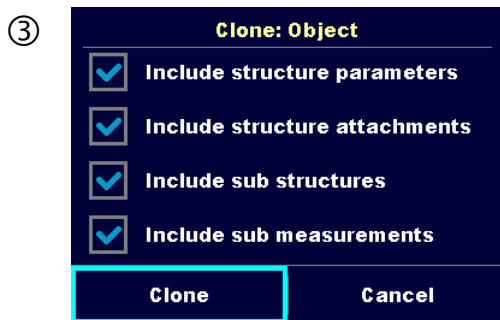 ③
Clone: Object
Include structure parameters
Include structure attachments
Include sub structures
Include sub measurements
Clone Cancel